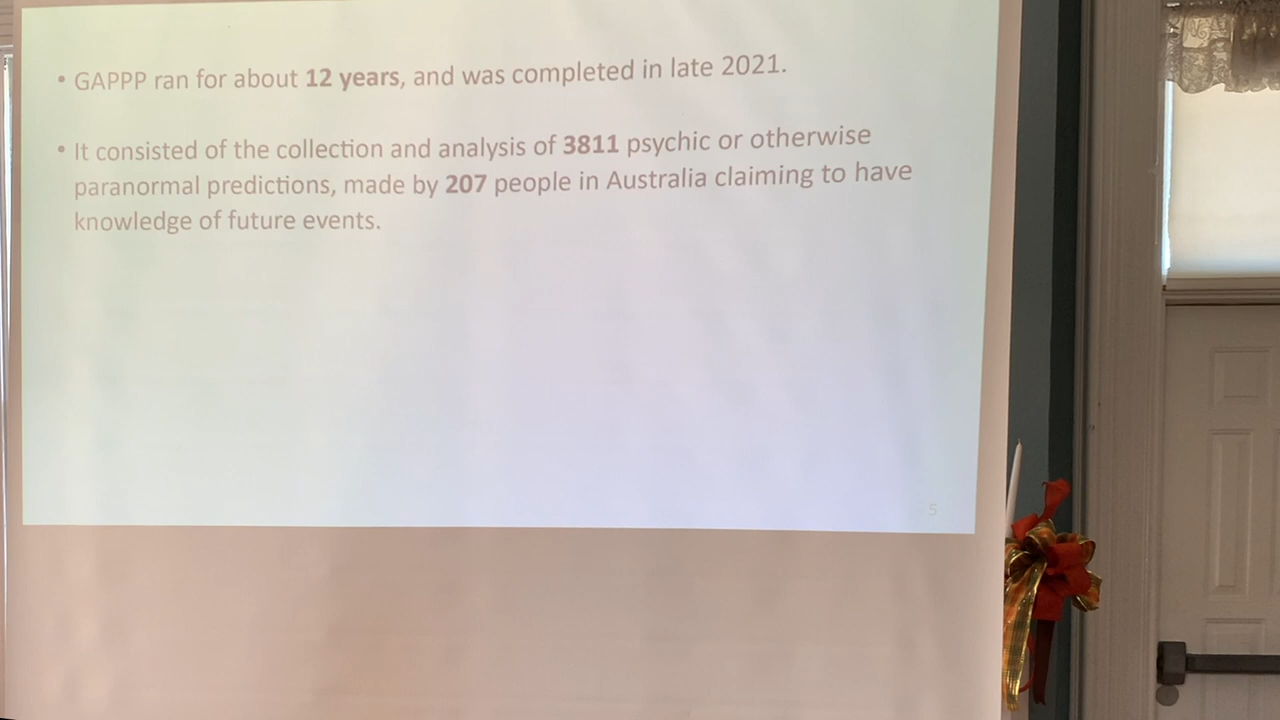 • GAPPP ran for about 12 years, and was completed in late 2021.
• It consisted of the collection and analysis of 3811 psychic or otherwise
paranormal predictions, made by 207 people in Australia claiming to have
knowledge of future events.
5